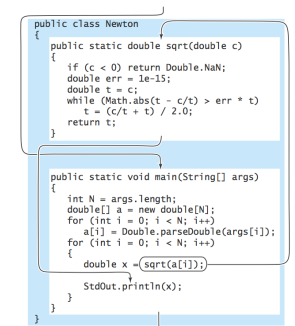 public class Newton
{
public static double sqrt(double c)
{
if (c < 0) return Double.NaN;
double err = 1e-15;
double t = c;
while (Math.abs(t - c/t) > err * t)
t = (c/t + t) / 2.0;
return t;
}
public static void main(String[] args)
{
int N = args.length;
double[] a = new double[N];
for (int i = 0; i < N; i++)
a[i] = Double.parseDouble(args[i]);
for (int i = 0; i < N; i++)
{
double x = sqrt(a[i]);
StdOut.println(x);
}
}
}